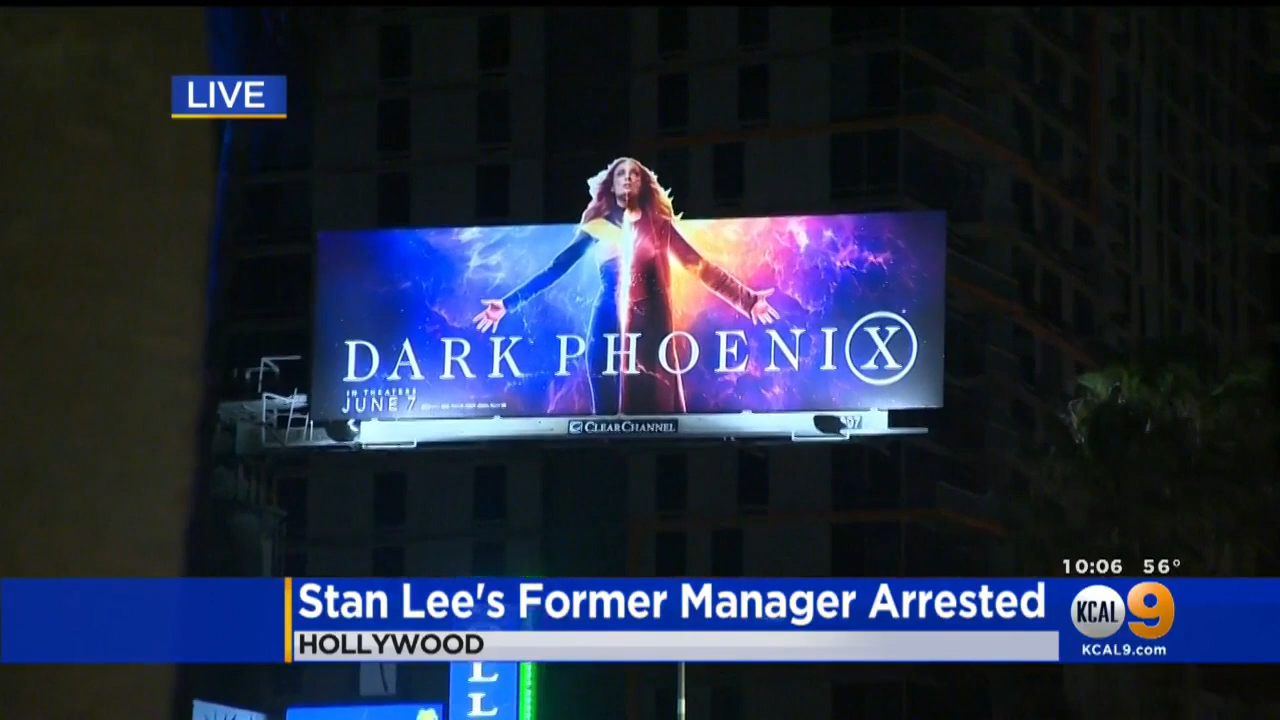 LIVE
DARK PHOENIX
IN THEATERS
JUNE 7
CLEARCHANNEL
10:06 56°
Stan Lee's Former Manager Arrested
HOLLYWOOD
KCAL 9
KCAL9.com
L
L